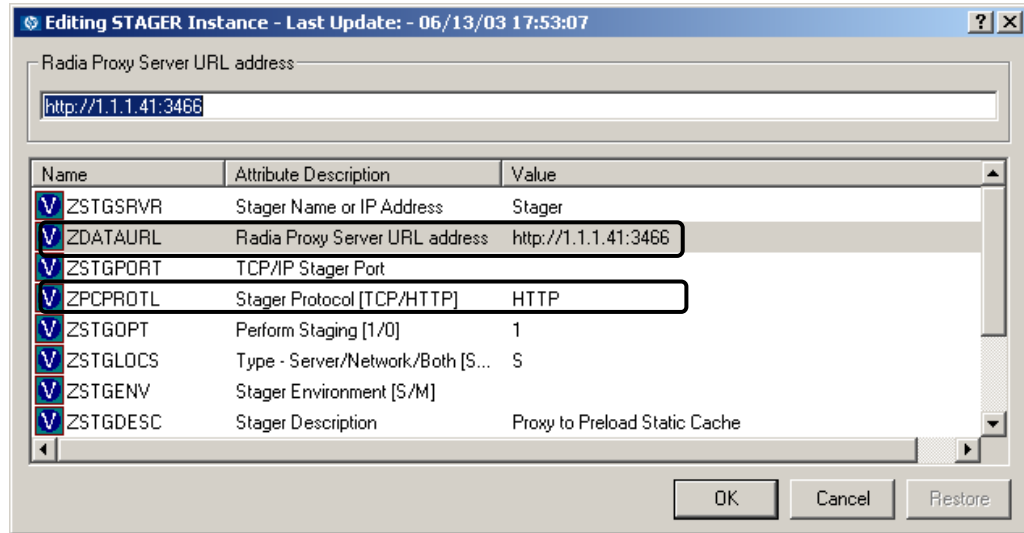 Editing STAGER Instance - Last Update: - 06/13/03 17:53:07
Radia Proxy Server URL address
http://1.1.1.41:3466
Name Attribute Description Value
V ZSTGSRVR Stager Name or IP Address Stager
V ZDATAURL Radia Proxy Server URL address http://1.1.1.41:3466
V ZSTGPORT TCP/IP Stager Port
V ZPCPROTL Stager Protocol [TCP/HTTP] HTTP
V ZSTGOPT Perform Staging [1/0] 1
V ZSTGLOCS Type - Server/Network/Both [S... S
V ZSTGENV Stager Environment [S/M]
V ZSTGDESC Stager Description Proxy to Preload Static Cache
OK Cancel Restore